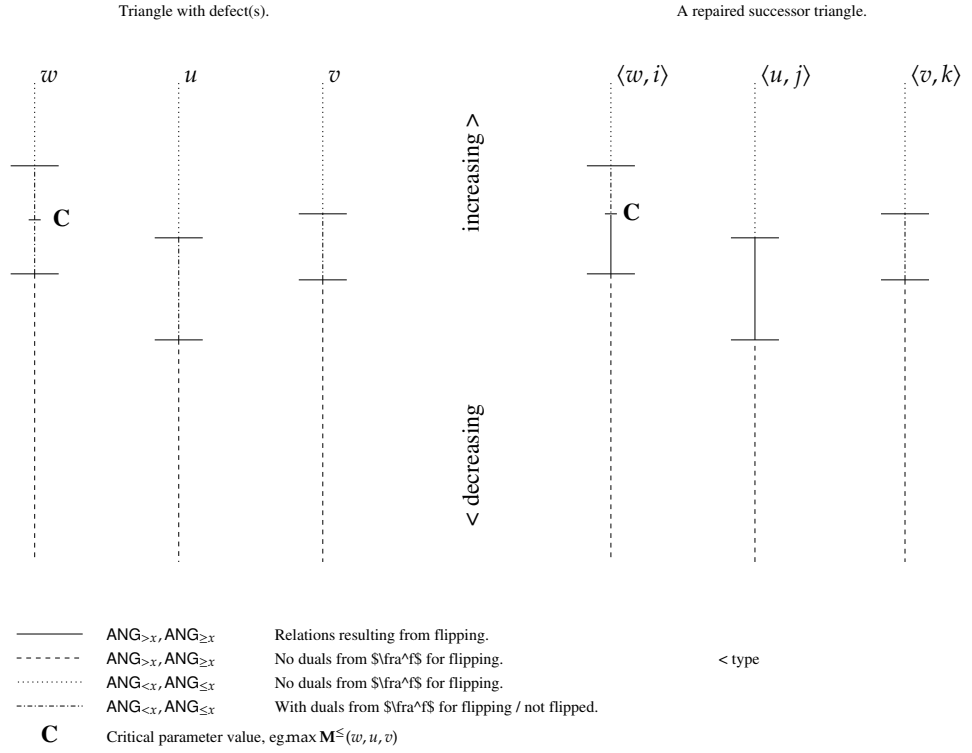 Triangle with defect(s).
A repaired successor triangle.
w u v ⟨w, i⟩ ⟨u, j⟩ ⟨v, k⟩
increasing >
C
C
< decreasing
ANG>x, ANG≥x Relations resulting from flipping.
ANG>x, ANG≥x No duals from $\fra^f$ for flipping. < type
ANG<x, ANG≤x No duals from $\fra^f$ for flipping.
ANG<x, ANG≤x With duals from $\fra^f$ for flipping / not flipped.
C Critical parameter value, eg.max M≤(w, u, v)